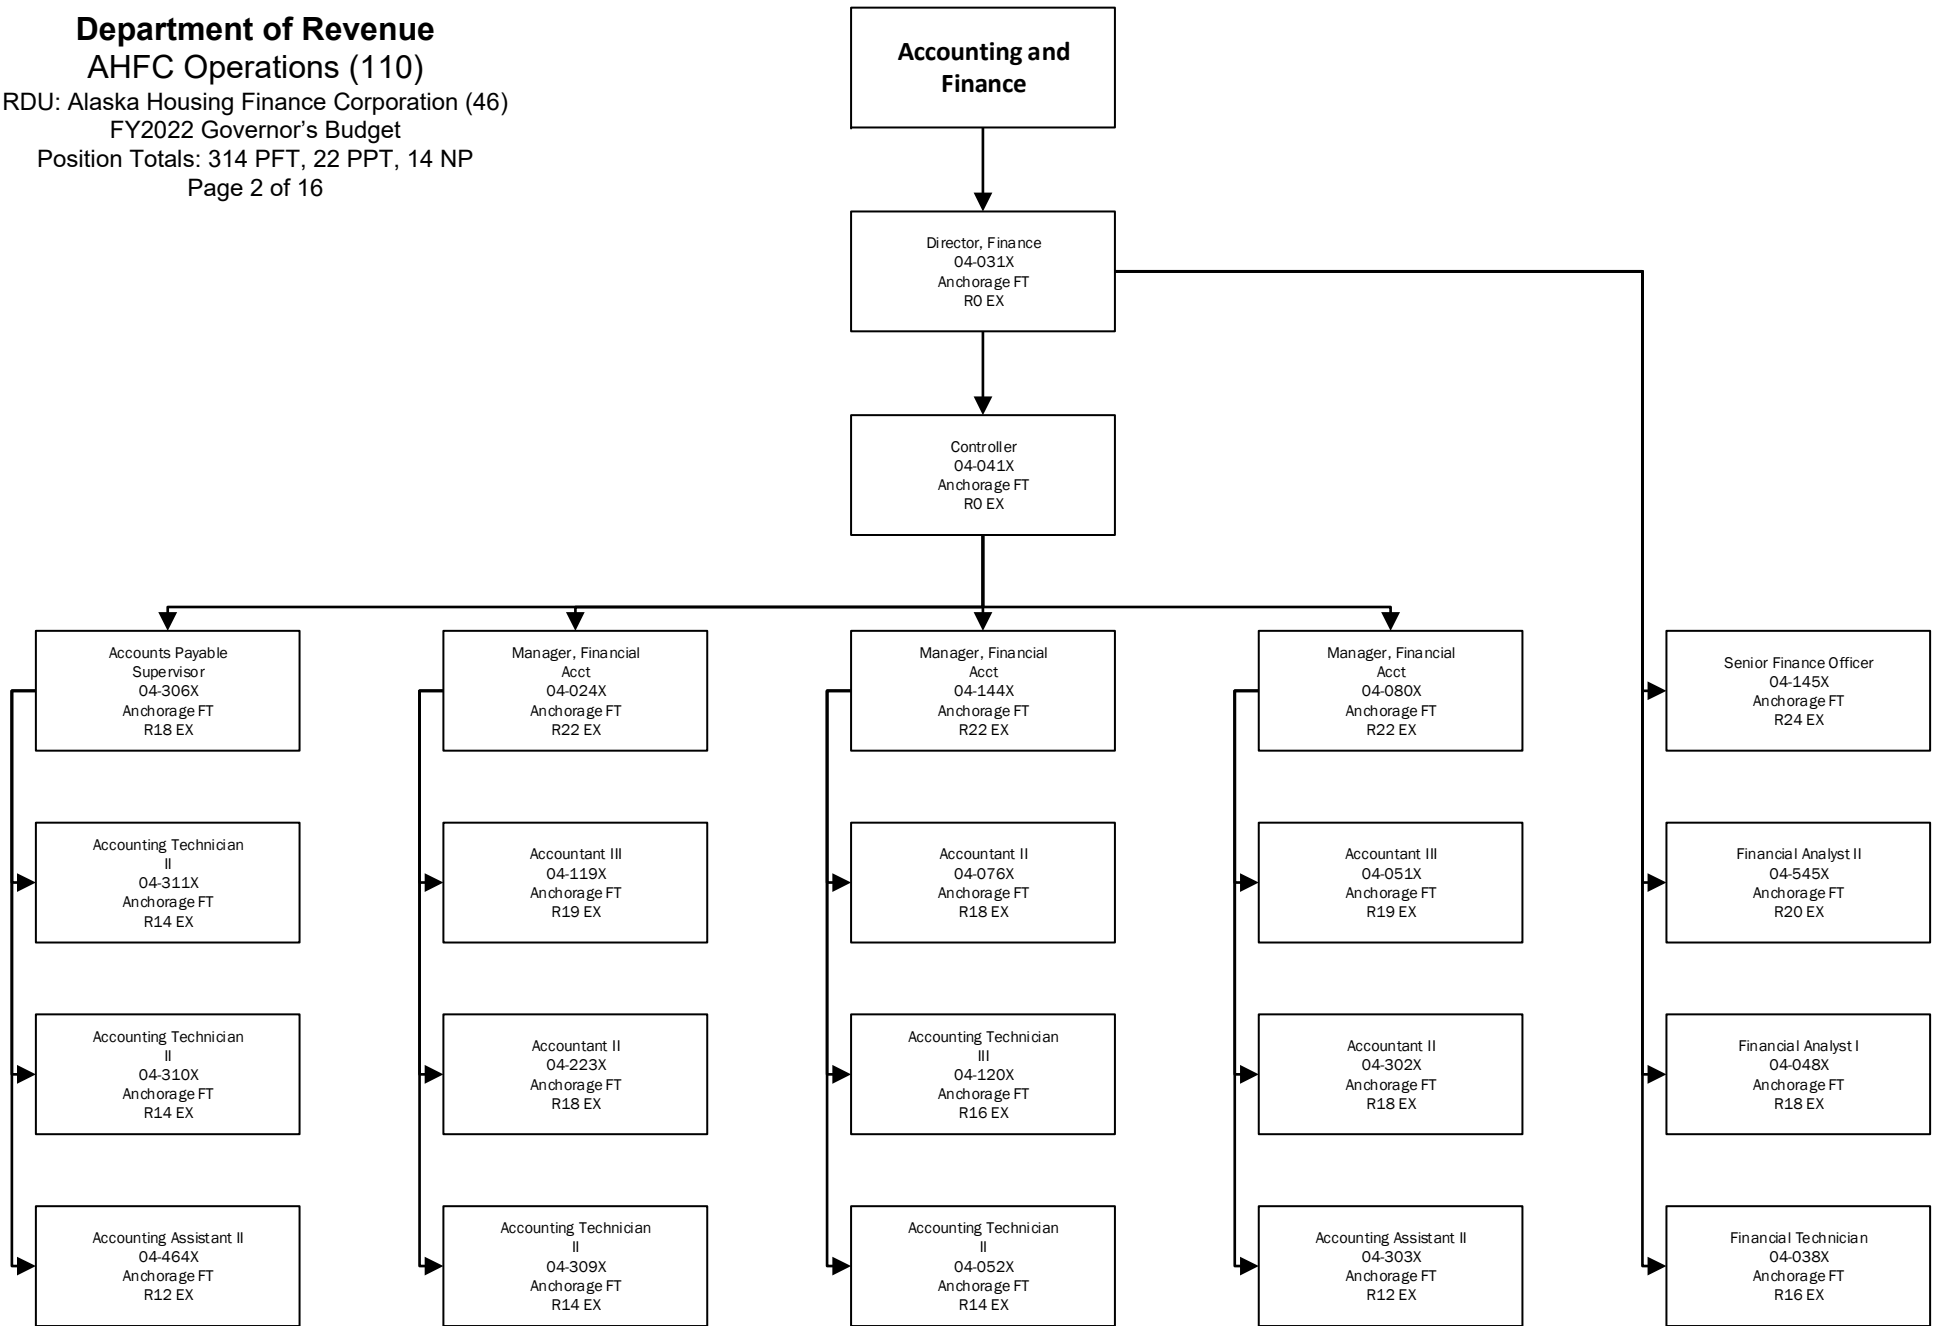 Department of Revenue
AHFC Operations (110)
RDU: Alaska Housing Finance Corporation (46)
FY2022 Governor's Budget
Position Totals: 314 PFT, 22 PPT, 14 NP
Page 2 of 16
Accounting and
Finance
Director, Finance
04-031X
Anchorage FT
R0 EX
Controller
04-041X
Anchorage FT
R0 EX
Accounts Payable
Supervisor
04-306X
Anchorage FT
R18 EX
Manager, Financial
Acct
04-024X
Anchorage FT
R22 EX
Manager, Financial
Acct
04-144X
Anchorage FT
R22 EX
Manager, Financial
Acct
04-080X
Anchorage FT
R22 EX
Senior Finance Officer
04-145X
Anchorage FT
R24 EX
Accounting Technician
II
04-311X
Anchorage FT
R14 EX
Accountant III
04-119X
Anchorage FT
R19 EX
Accountant II
04-076X
Anchorage FT
R18 EX
Accountant III
04-051X
Anchorage FT
R19 EX
Financial Analyst II
04-545X
Anchorage FT
R20 EX
Accounting Technician
II
04-310X
Anchorage FT
R14 EX
Accountant II
04-223X
Anchorage FT
R18 EX
Accounting Technician
III
04-120X
Anchorage FT
R16 EX
Accountant II
04-302X
Anchorage FT
R18 EX
Financial Analyst I
04-048X
Anchorage FT
R18 EX
Accounting Assistant II
04-464X
Anchorage FT
R12 EX
Accounting Technician
II
04-309X
Anchorage FT
R14 EX
Accounting Technician
II
04-052X
Anchorage FT
R14 EX
Accounting Assistant II
04-303X
Anchorage FT
R12 EX
Financial Technician
04-038X
Anchorage FT
R16 EX